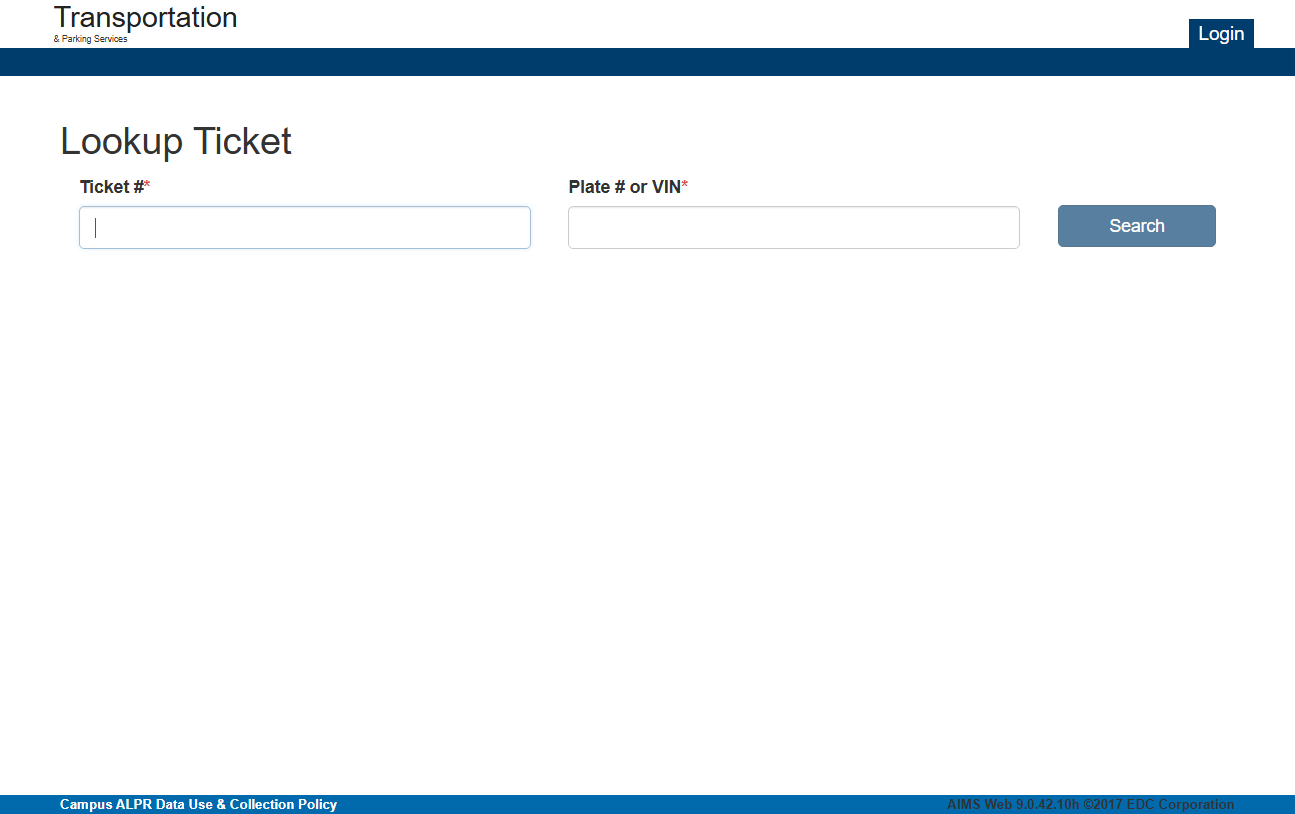 Transportation
& Parking Services
Login
Lookup Ticket
Ticket #*
Plate # or VIN*
Search
Campus ALPR Data Use & Collection Policy
AIMS Web 9.0.42.10h ©2017 EDC Corporation